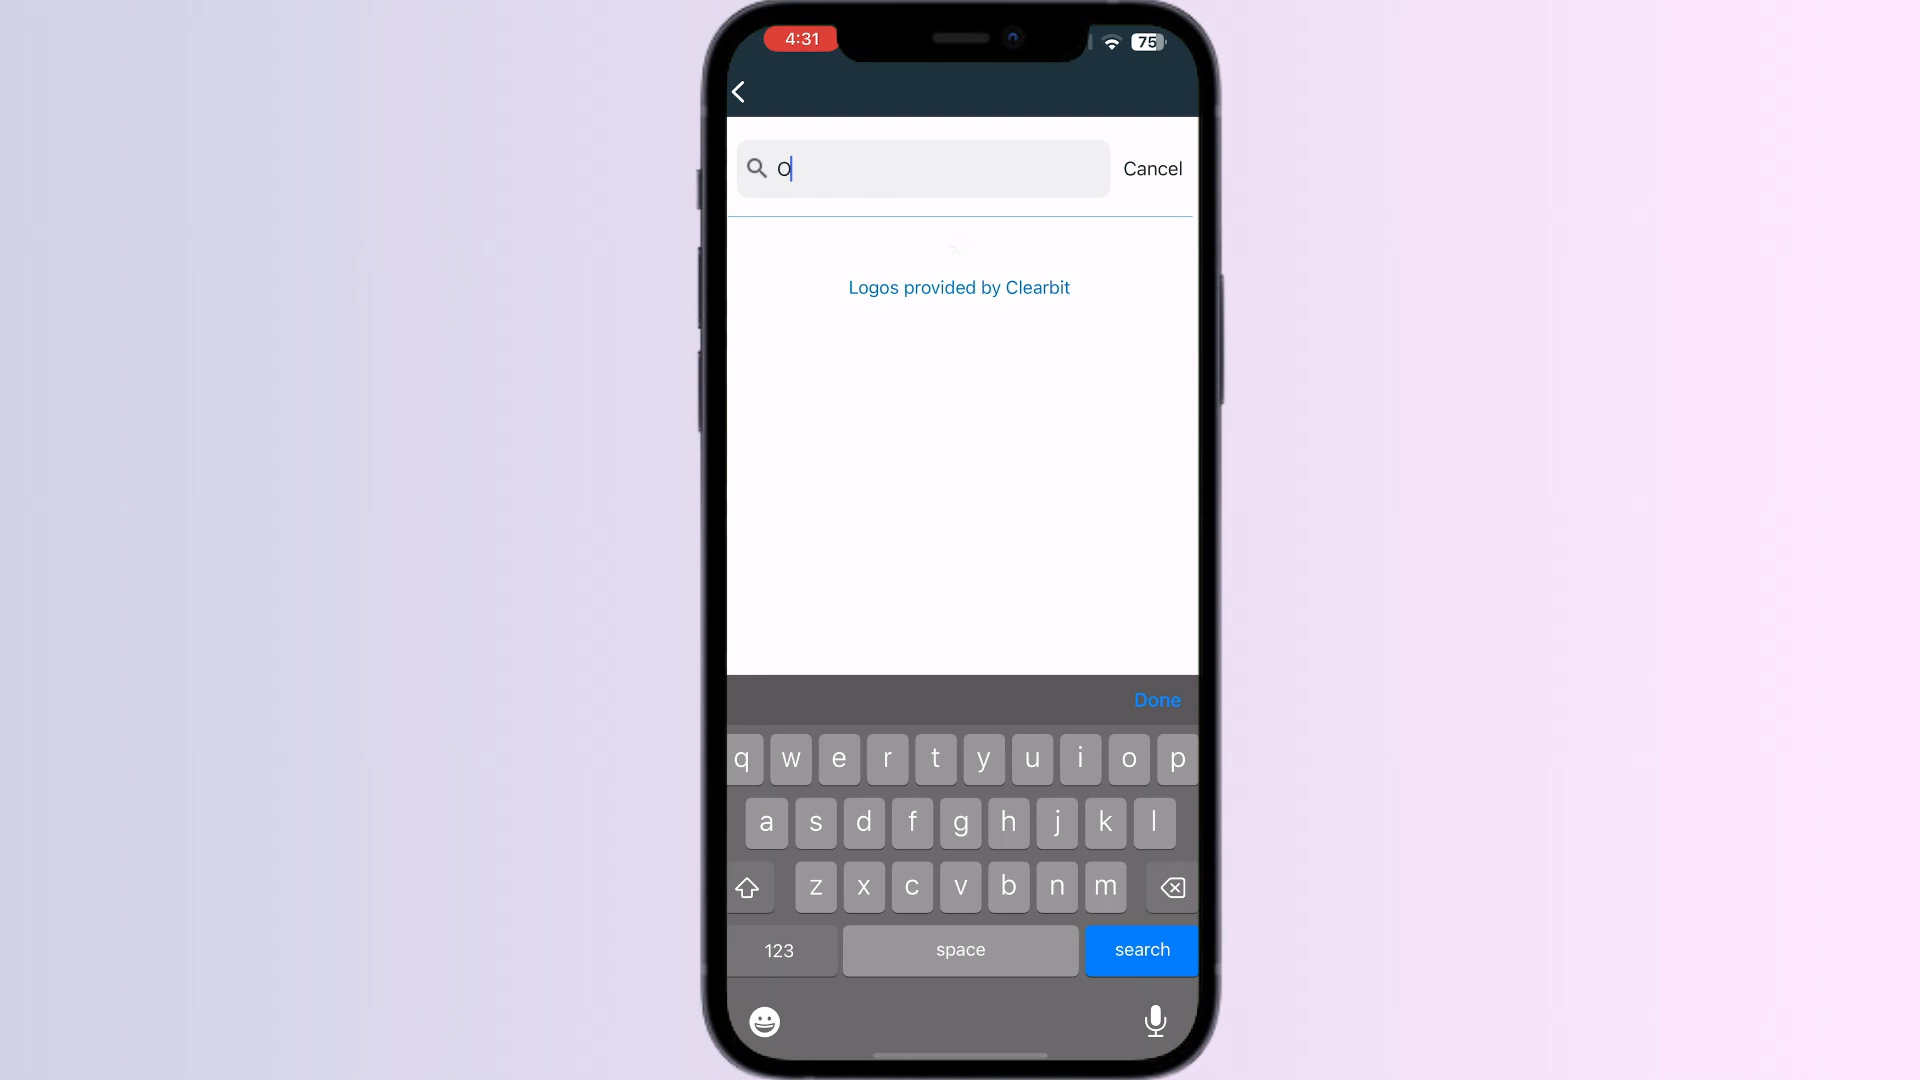 4:31
75
O
Cancel
Logos provided by Clearbit
Done
q w e r t y u i o p
a s d f g h j k l
z x c v b n m
123 space search